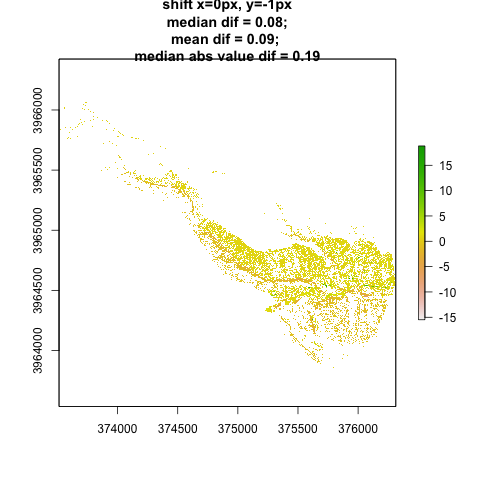 shift x=0px, y=-1px
median dif = 0.08;
mean dif = 0.09;
median abs value dif = 0.19
3966000
3965500
3965000
3964500
3964000
374000 374500 375000 375500 376000
15
10
5
0
-5
-10
-15